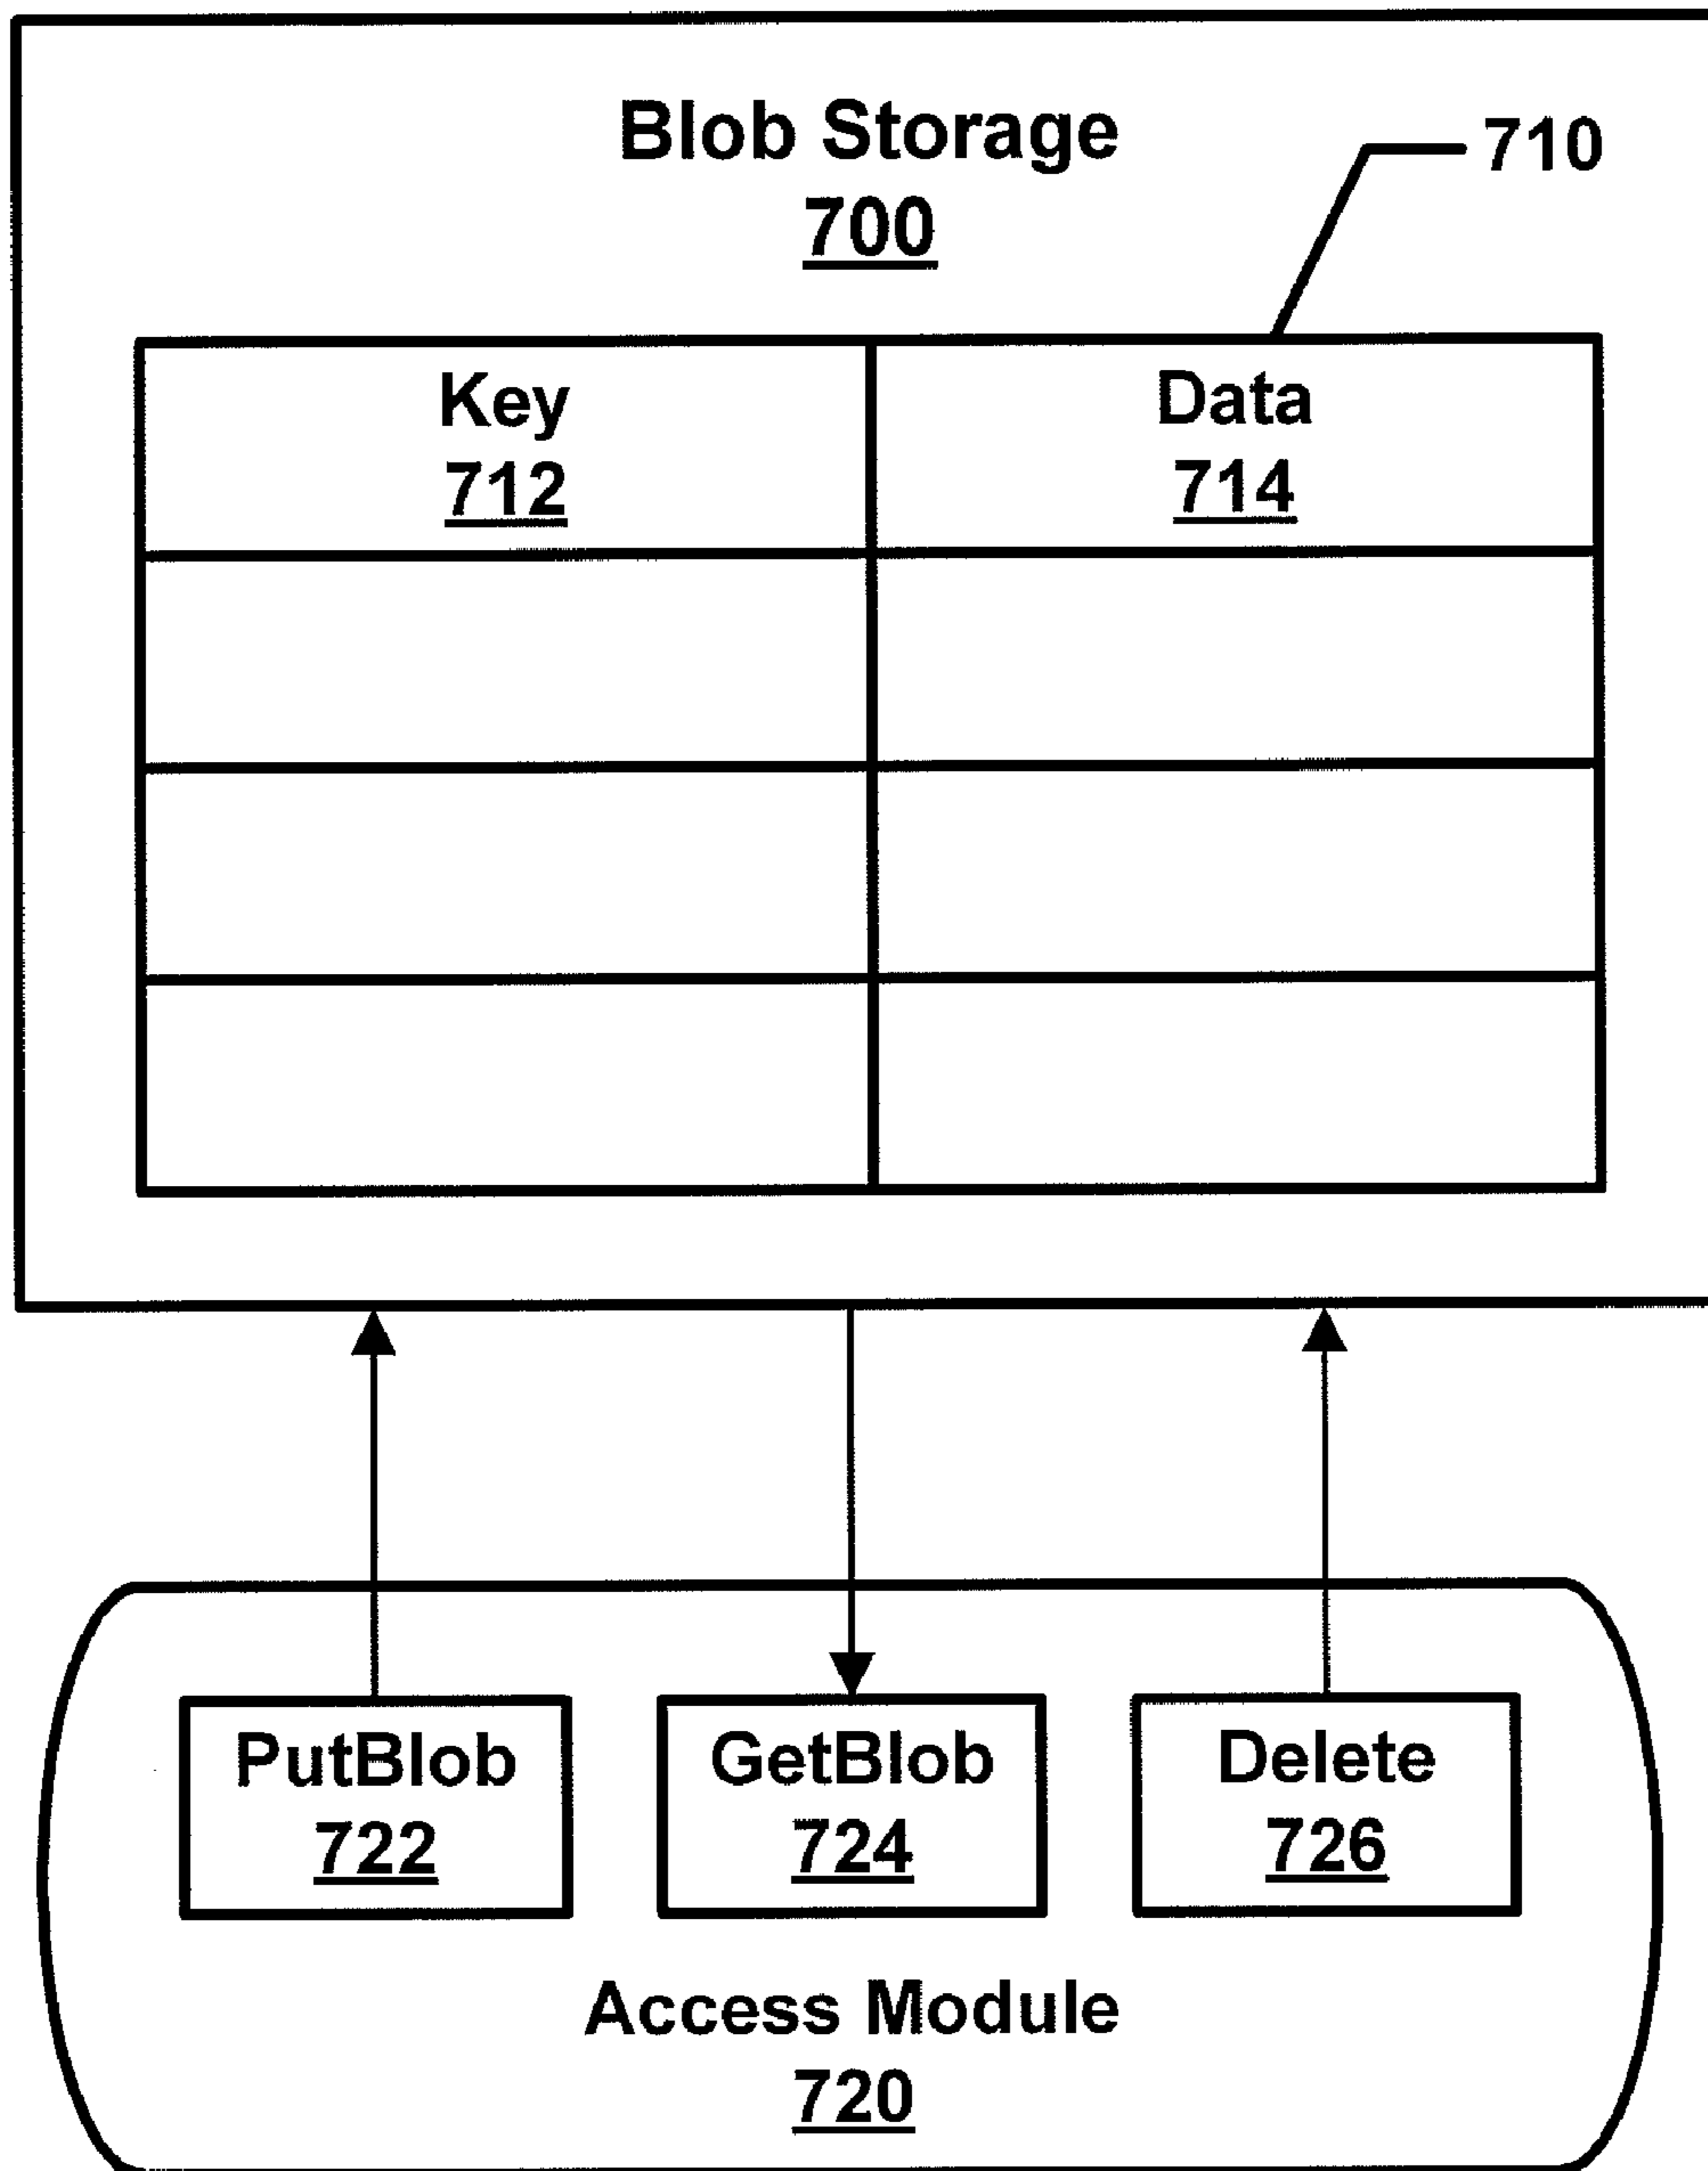 Blob Storage
700
710
Key
712
Data
714
PutBlob
722
GetBlob
724
Delete
726
Access Module
720